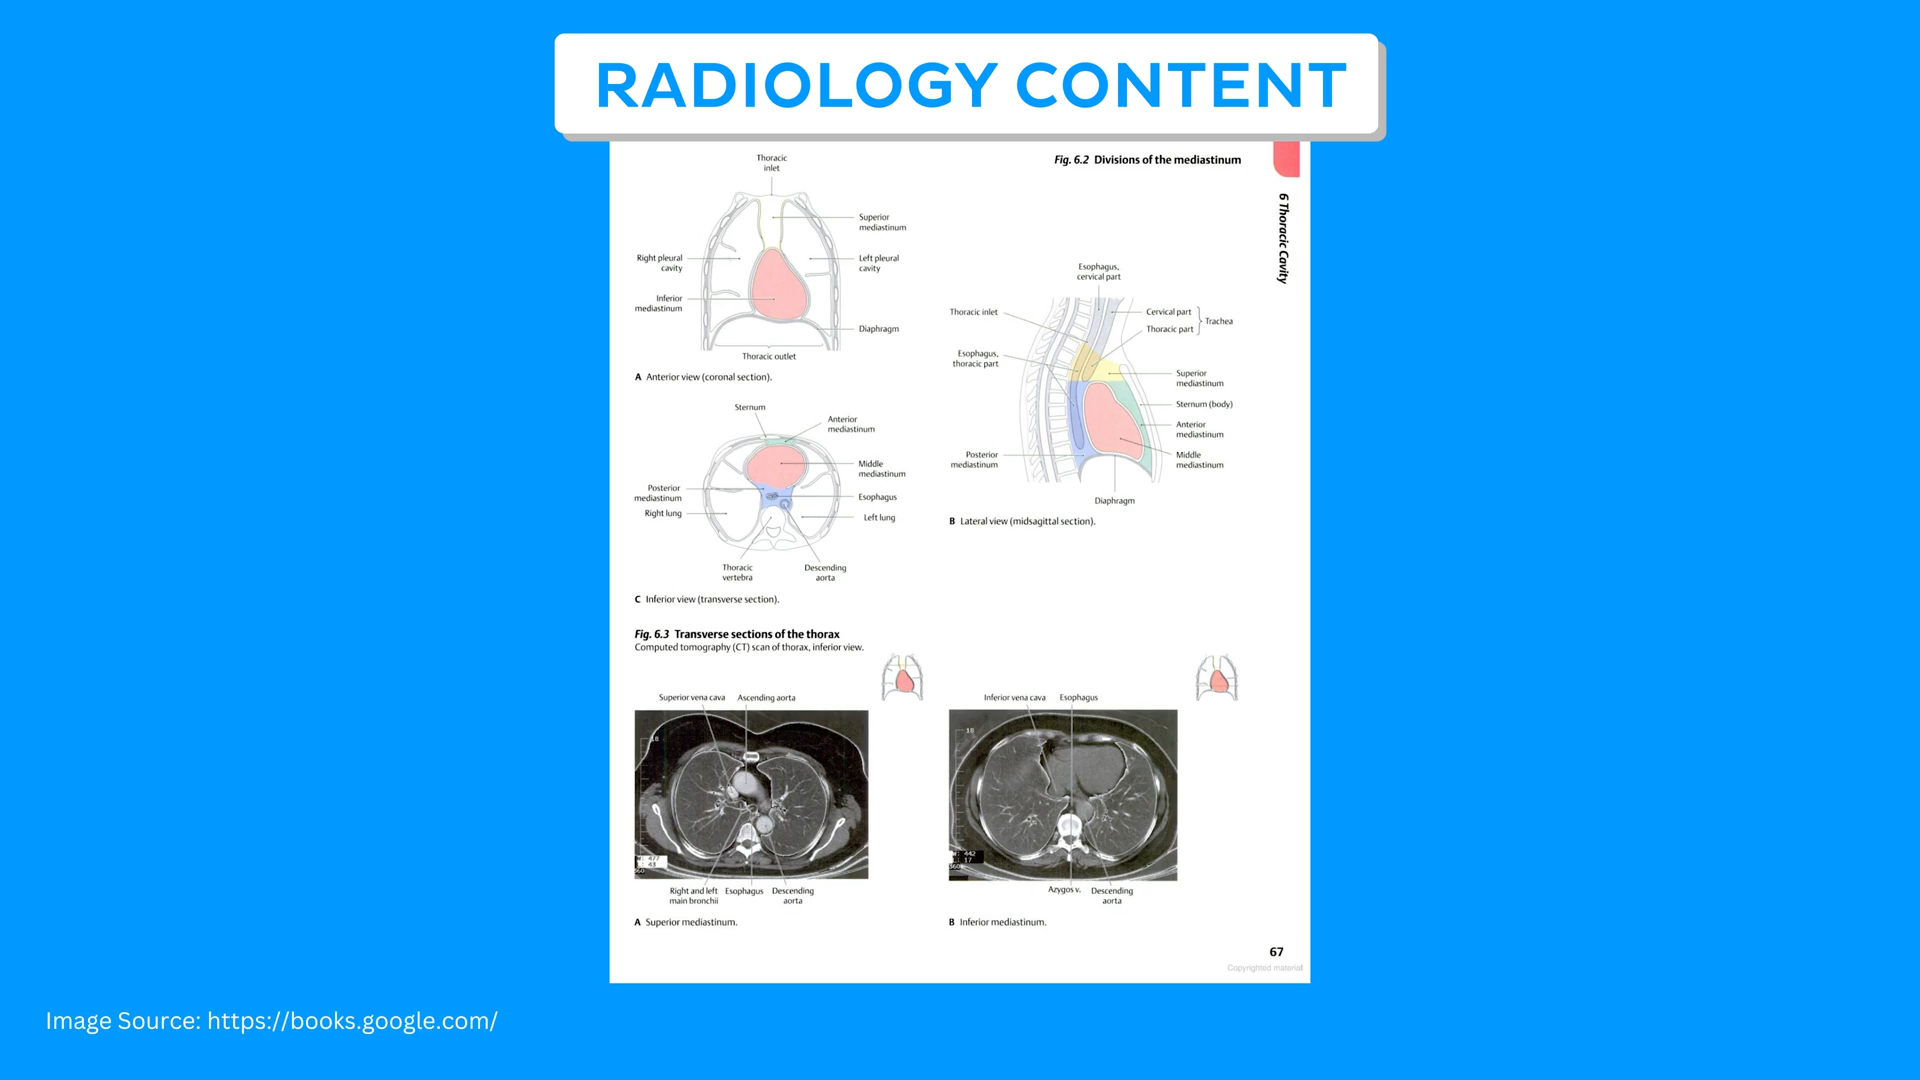 RADIOLOGY CONTENT
Fig. 6.2 Divisions of the mediastinum
6 Thoracic Cavity
Thoracic
inlet
Superior
mediastinum
Right pleural
cavity
Left pleural
cavity
Inferior
mediastinum
Diaphragm
Thoracic outlet
A Anterior view (coronal section).
Esophagus,
cervical part
Thoracic inlet
Cervical part
Trachea
Thoracic part
Esophagus,
thoracic part
Superior
mediastinum
Sternum (body)
Anterior
mediastinum
Posterior
mediastinum
Middle
mediastinum
Diaphragm
B Lateral view (midsagittal section).
Sternum
Anterior
mediastinum
Middle
mediastinum
Posterior
mediastinum
Esophagus
Right lung
Left lung
Thoracic
vertebra
Descending
aorta
C Inferior view (transverse section).
Fig. 6.3 Transverse sections of the thorax
Computed tomography (CT) scan of thorax, inferior view.
Superior vena cava Ascending aorta
18
W: 477
L: 43
Right and left
main bronchii
Esophagus
Descending
aorta
A Superior mediastinum.
Inferior vena cava Esophagus
18
442
17
Azygos v.
Descending
aorta
B Inferior mediastinum.
67
Copyrighted material
Image Source: https://books.google.com/